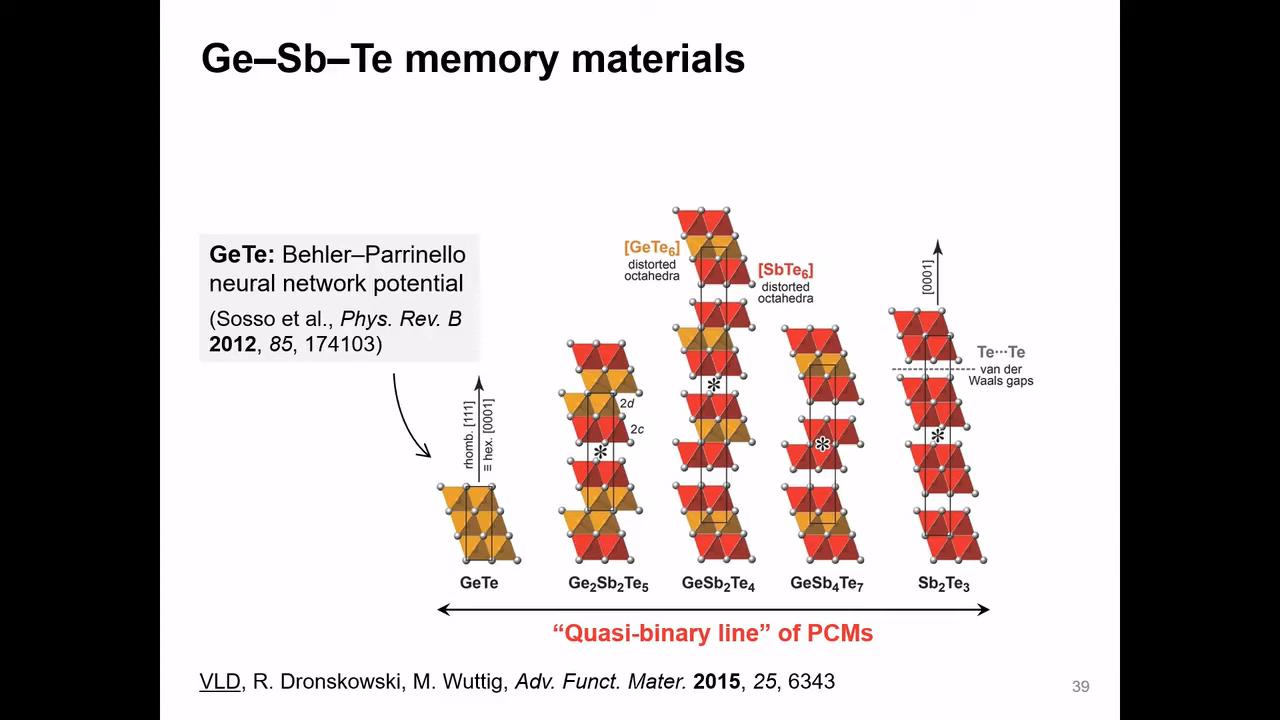 Ge–Sb–Te memory materials
GeTe: Behler–Parrinello
neural network potential
(Sosso et al., Phys. Rev. B
2012, 85, 174103)
[GeTe6]
distorted
octahedra
[SbTe6]
distorted
octahedra
[0001]
Te···Te
van der
Waals gaps
rhomb. [111]
≡ hex. [0001]
2d
2c
*
*
*
*
GeTe
Ge2Sb2Te5
GeSb2Te4
GeSb4Te7
Sb2Te3
“Quasi-binary line” of PCMs
VLD, R. Dronskowski, M. Wuttig, Adv. Funct. Mater. 2015, 25, 6343
39